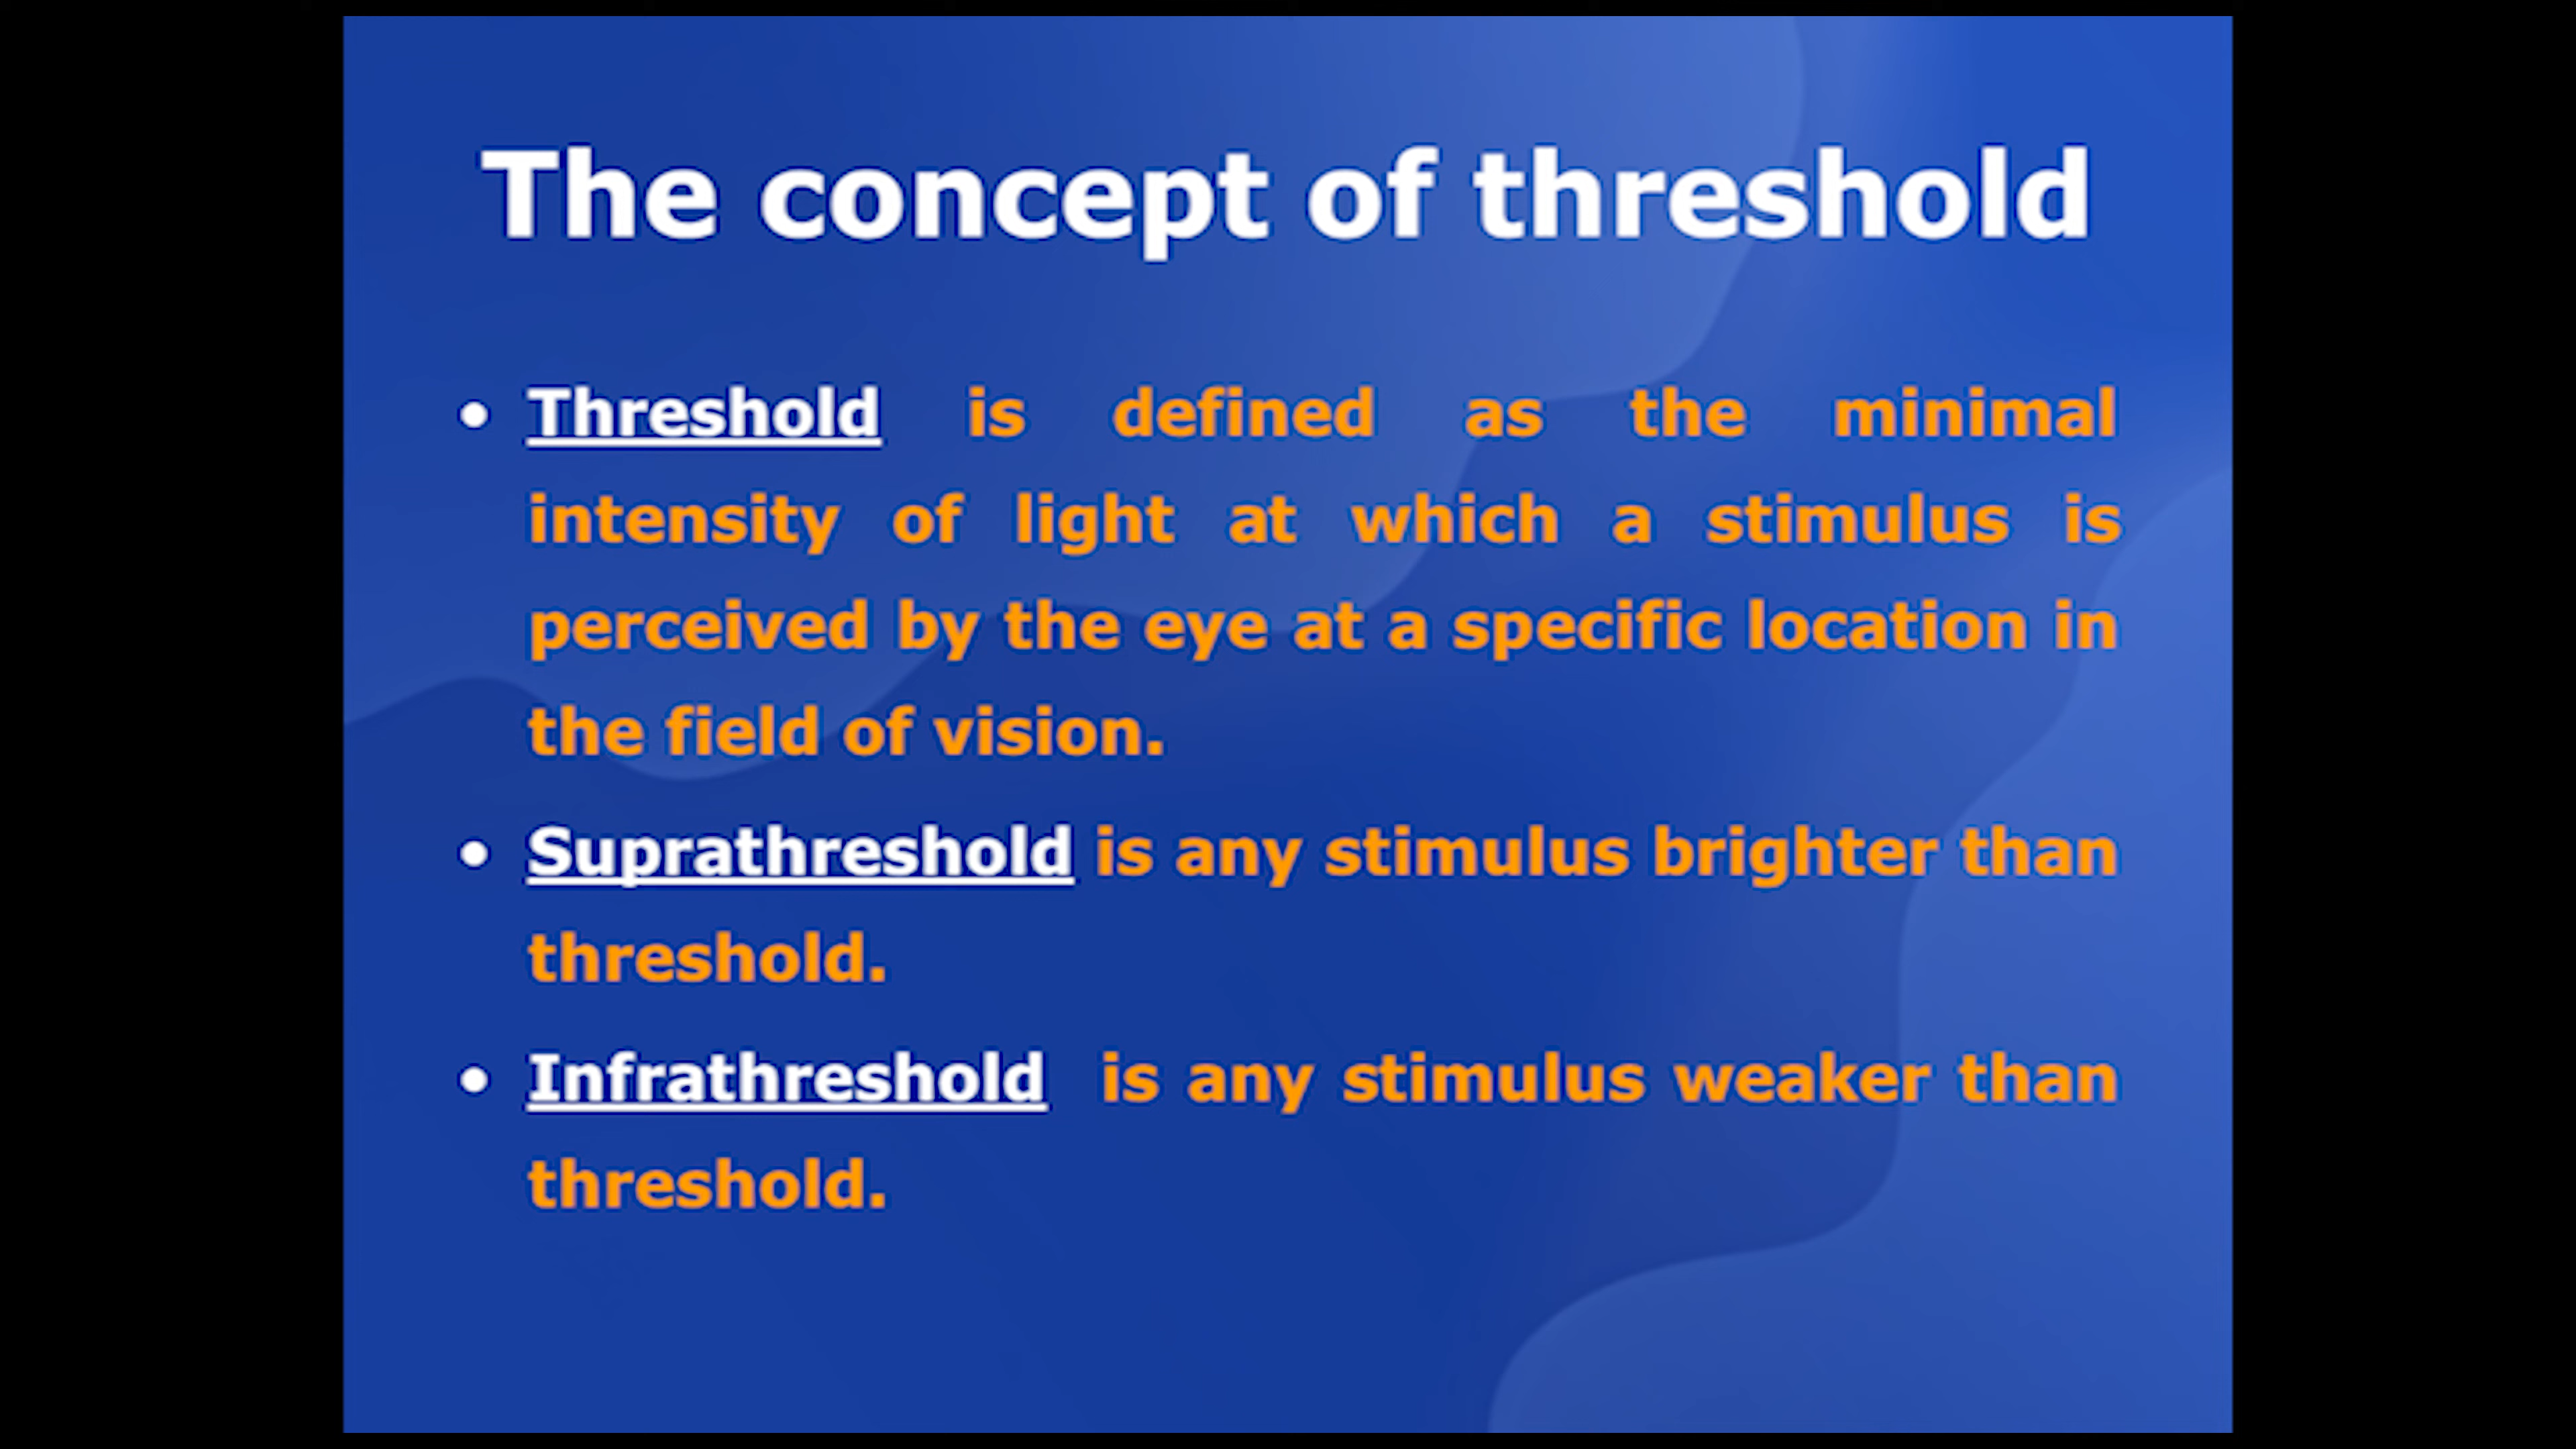 The concept of threshold
• Threshold is defined as the minimal
intensity of light at which a stimulus is
perceived by the eye at a specific location in
the field of vision.
• Suprathreshold is any stimulus brighter than
threshold.
• Infrathreshold is any stimulus weaker than
threshold.